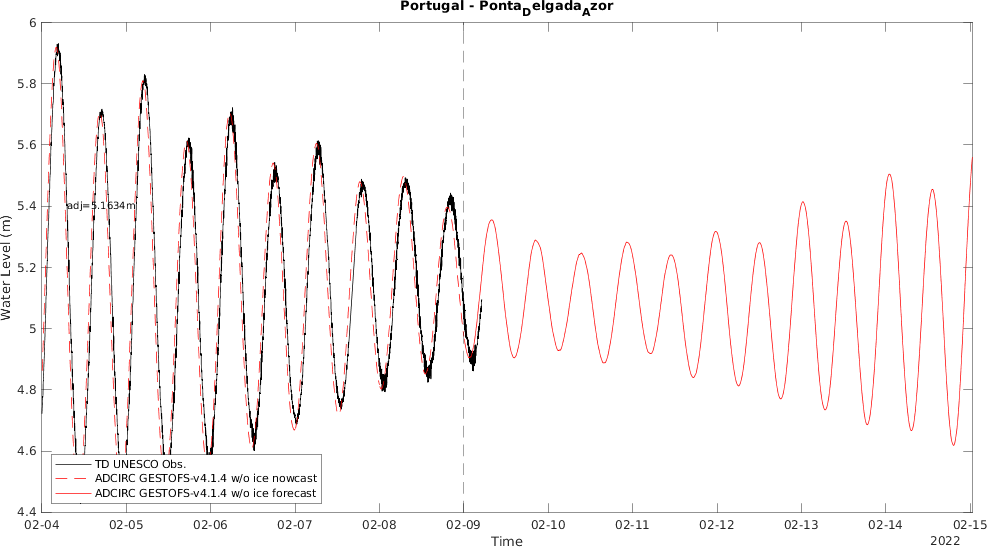 Portugal - PontaDelgadaAzor
6
5.8
5.6
5.4
5.2
5
4.8
4.6
4.4
Water Level (m)
adj=5.1634m
TD UNESCO Obs.
ADCIRC GESTOFS-v4.1.4 w/o ice nowcast
ADCIRC GESTOFS-v4.1.4 w/o ice forecast
02-04 02-05 02-06 02-07 02-08 02-09 02-10 02-11 02-12 02-13 02-14 02-15
Time
2022